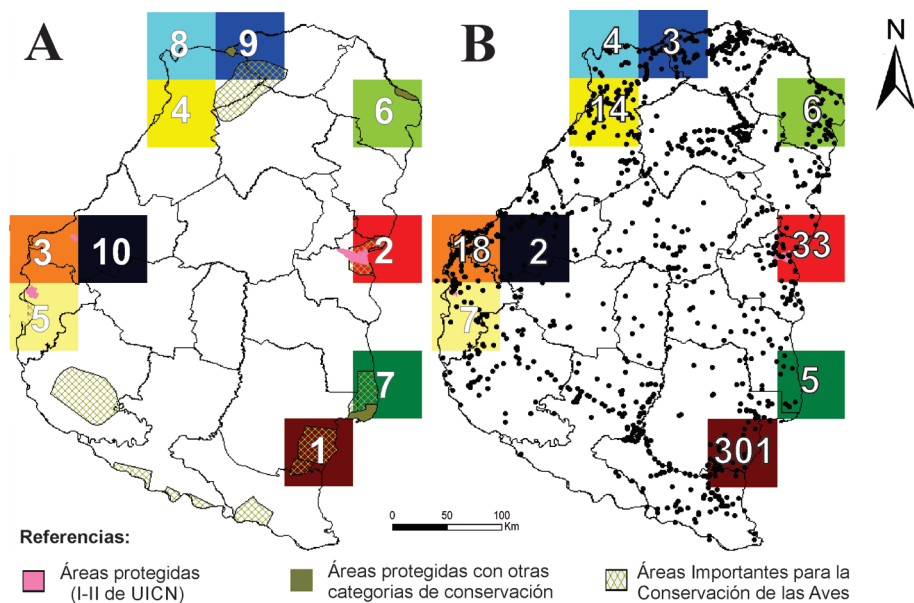 A
B
N
8
9
4
6
3
10
2
5
7
1
4
3
14
6
18
2
33
7
5
301
0
50
100
Km
Referencias:
Áreas protegidas
(I-II de UICN)
Áreas protegidas con otras
categorias de conservación
Áreas Importantes para la
Conservación de las Aves